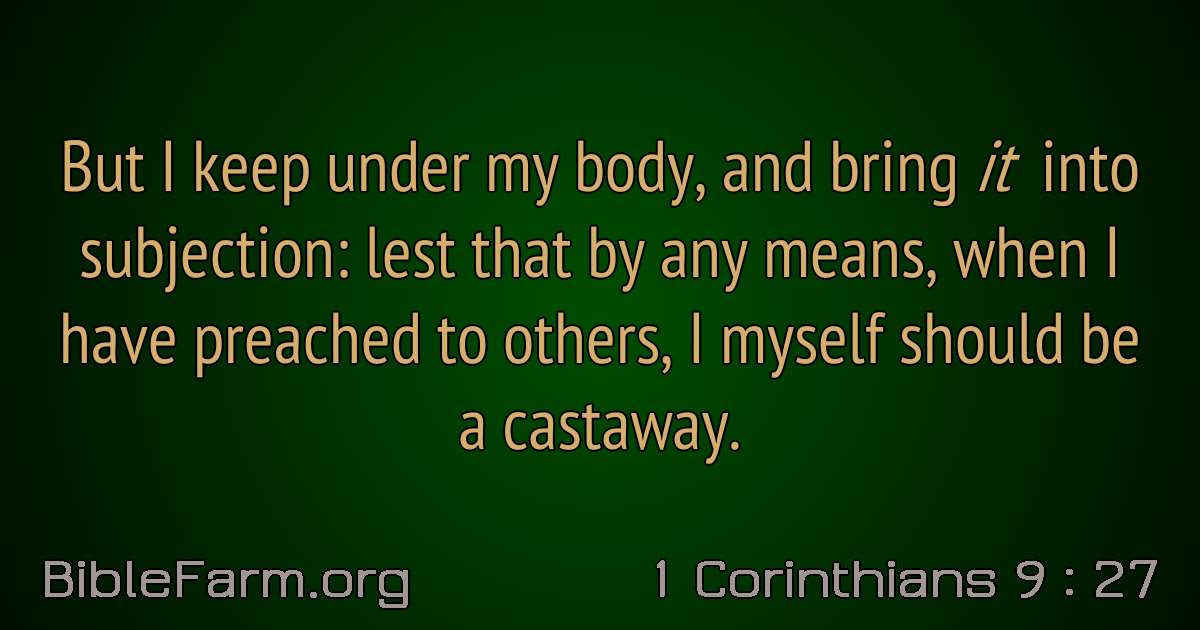 But I keep under my body, and bring it into
subjection: lest that by any means, when I
have preached to others, I myself should be
a castaway.
BibleFarm.org
1 Corinthians 9 : 27